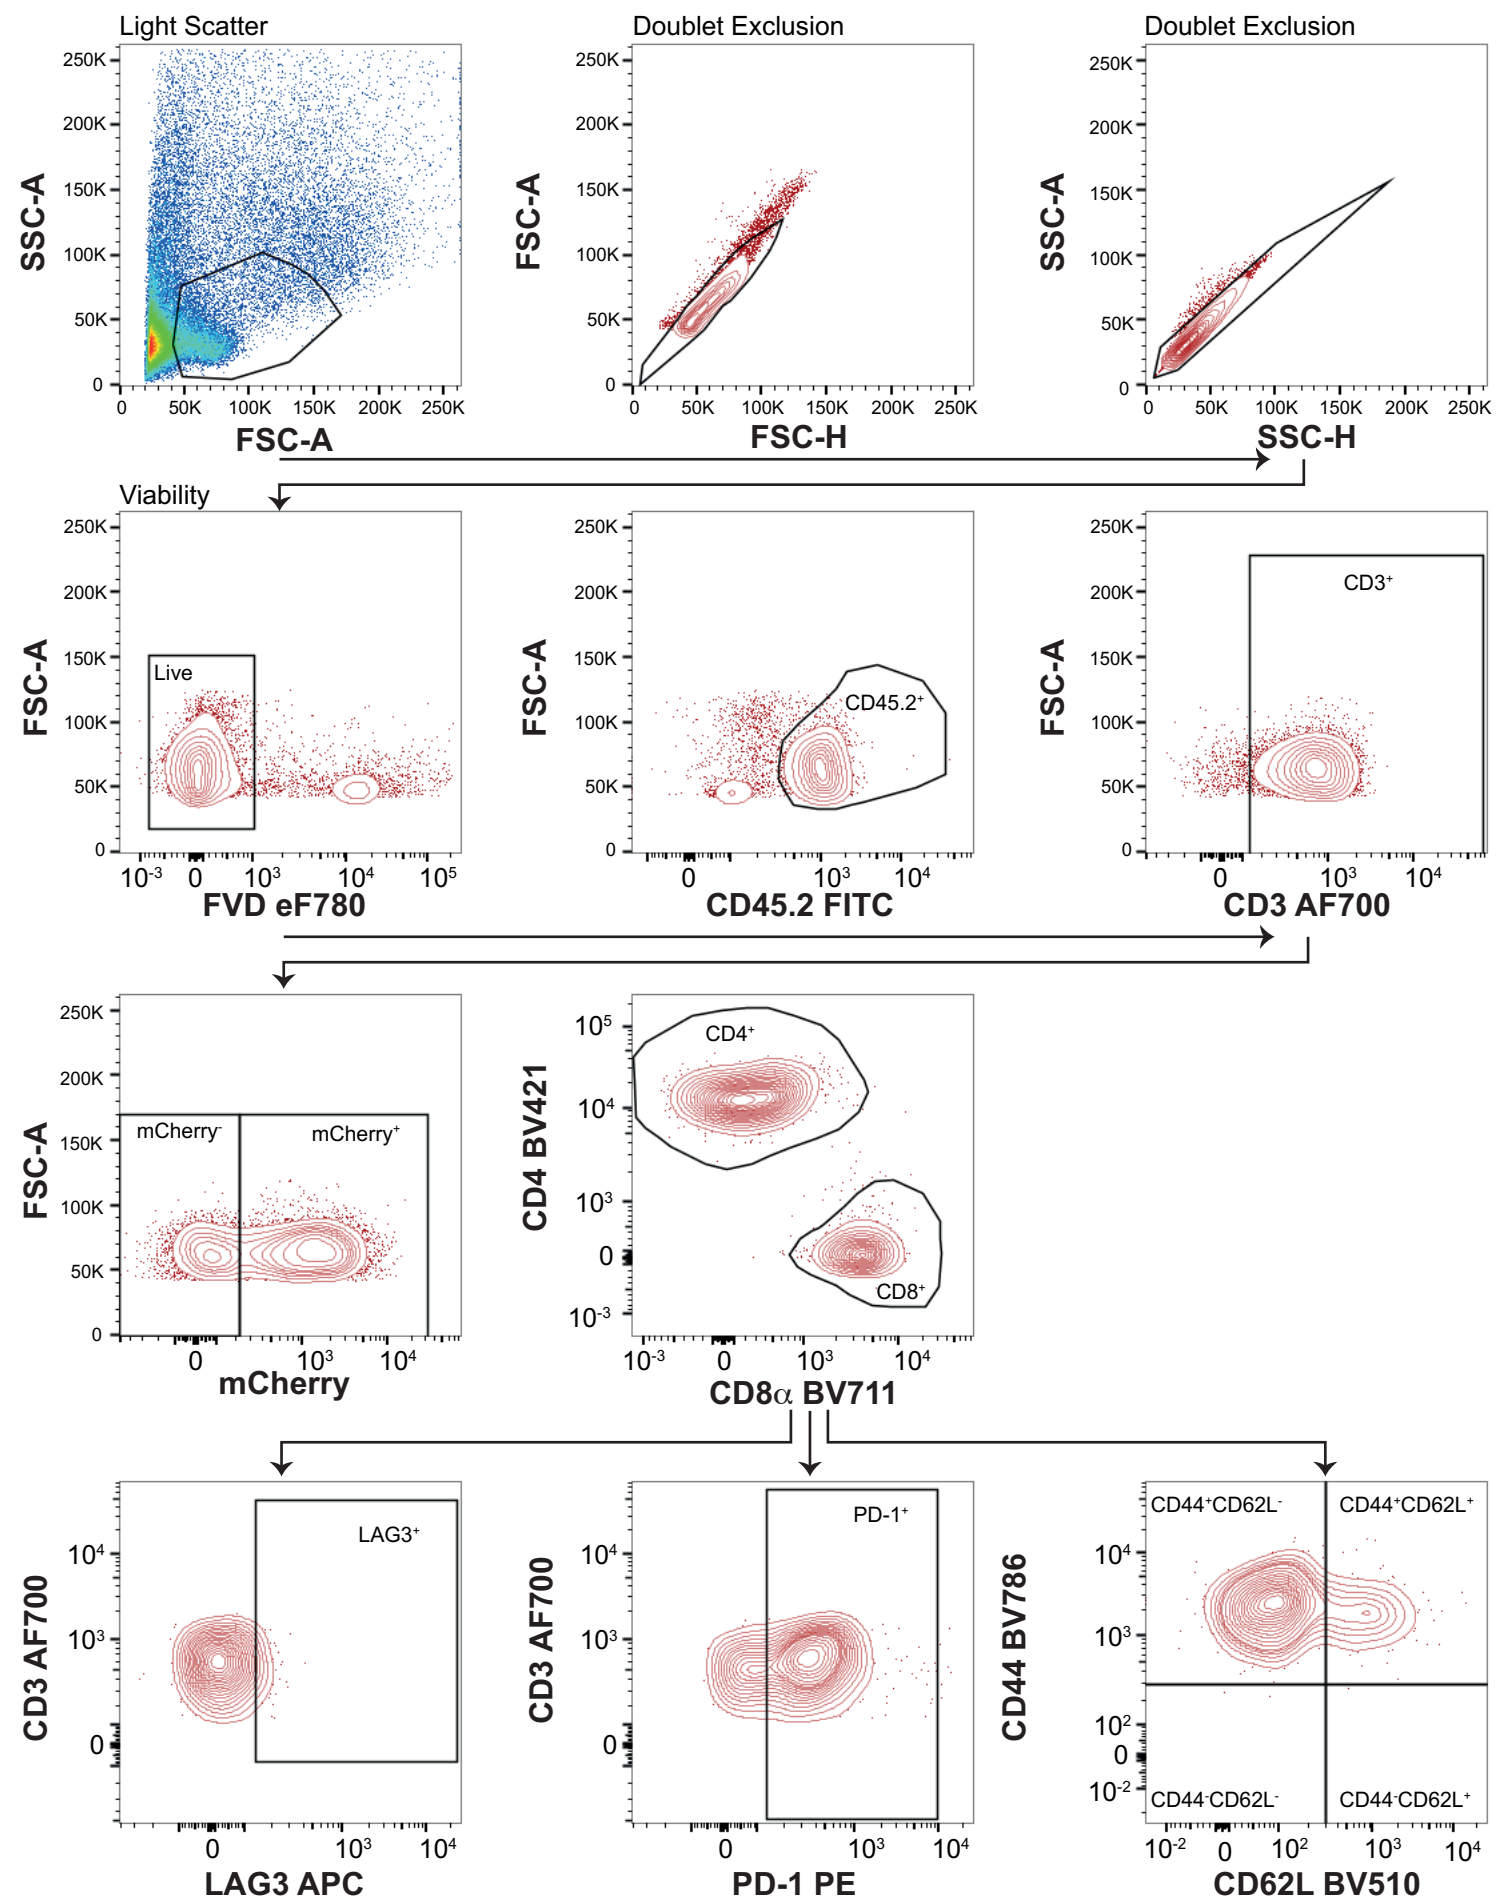 Light Scatter
Doublet Exclusion
Doublet Exclusion
250K
200K
150K
100K
50K
0
SSC-A
0 50K 100K 150K 200K 250K
FSC-A
250K
200K
150K
100K
50K
0
FSC-A
0 50K 100K 150K 200K 250K
FSC-H
250K
200K
150K
100K
50K
0
SSC-A
0 50K 100K 150K 200K 250K
SSC-H
Viability
250K
200K
150K
100K
50K
0
FSC-A
Live
10⁻³ 0 10³ 10⁴ 10⁵
FVD eF780
250K
200K
150K
100K
50K
0
FSC-A
CD45.2⁺
0 10³ 10⁴
CD45.2 FITC
250K
200K
150K
100K
50K
0
FSC-A
CD3⁺
0 10³ 10⁴
CD3 AF700
250K
200K
150K
100K
50K
0
FSC-A
mCherry⁻ mCherry⁺
0 10³ 10⁴
mCherry
10⁵
10⁴
10³
0
10⁻³
CD4 BV421
CD4⁺
CD8⁺
10⁻³ 0 10³ 10⁴
CD8α BV711
10⁴
10³
0
CD3 AF700
LAG3⁺
0 10³ 10⁴
LAG3 APC
10⁴
10³
0
CD3 AF700
PD-1⁺
0 10³ 10⁴
PD-1 PE
10⁴
10³
10²
0
10⁻²
CD44 BV786
CD44⁺CD62L⁻ CD44⁺CD62L⁺
CD44⁻CD62L⁻ CD44⁻CD62L⁺
10⁻² 0 10² 10³ 10⁴
CD62L BV510